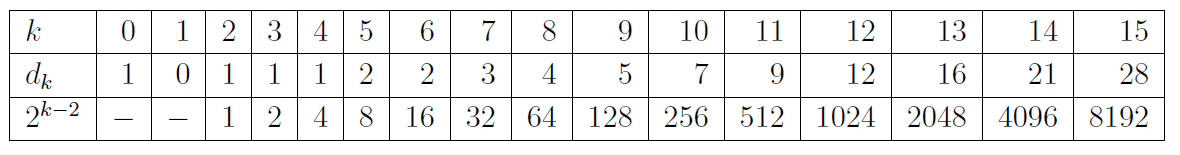 k 0 1 2 3 4 5 6 7 8 9 10 11 12 13 14 15
dₖ 1 0 1 1 1 2 2 3 4 5 7 9 12 16 21 28
2ᵏ⁻² − − 1 2 4 8 16 32 64 128 256 512 1024 2048 4096 8192